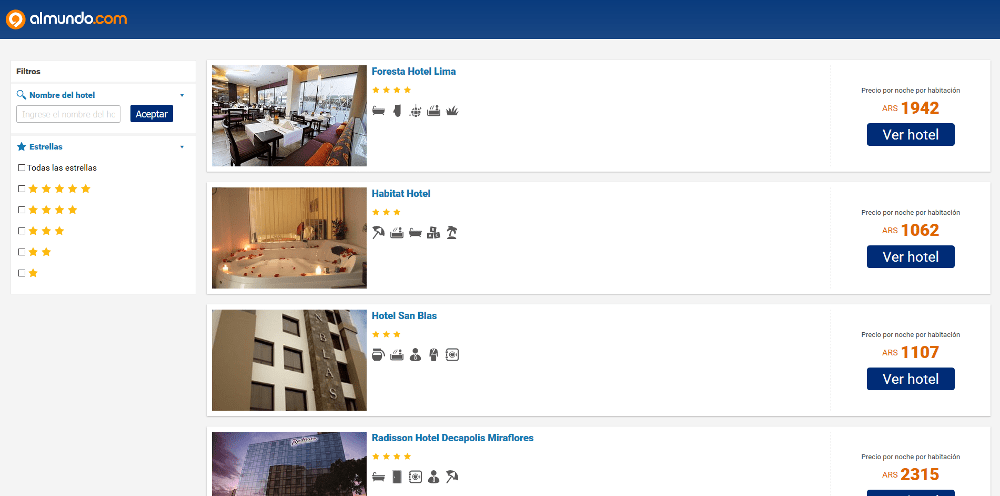 almundo.com
Filtros
Nombre del hotel
Ingrese el nombre del ho
Aceptar
Estrellas
Todas las estrellas
Foresta Hotel Lima
Precio por noche por habitación
ARS 1942
Ver hotel
Habitat Hotel
Precio por noche por habitación
ARS 1062
Ver hotel
Hotel San Blas
N BLAS
Precio por noche por habitación
ARS 1107
Ver hotel
Radisson Hotel Decapolis Miraflores
Precio por noche por habitación
ARS 2315